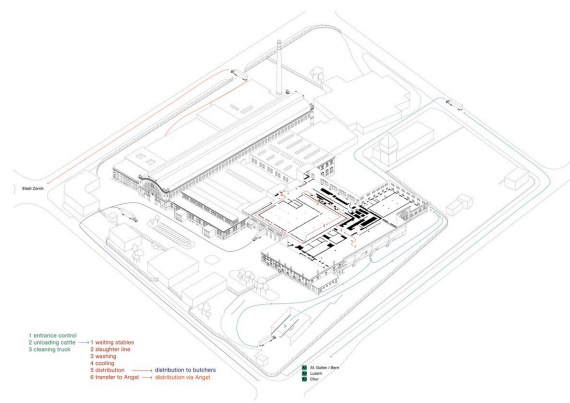 Stadt Zürich
1 entrance control
2 unloading cattle → 1 waiting stables
3 cleaning truck 2 slaughter line
3 washing
4 cooling
5 distribution → distribution to butchers
6 transfer to Angst → distribution via Angst
St. Gallen / Bern
Luzern
Chur